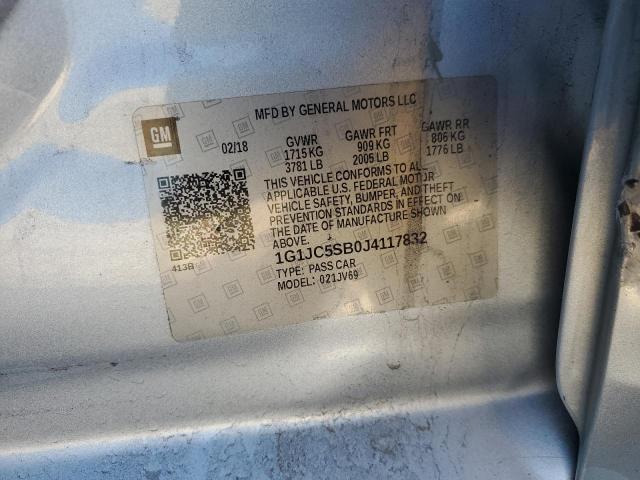 MFD BY GENERAL MOTORS LLC
GM
02/18 GVWR GAWR FRT GAWR RR
1715 KG 909 KG 806 KG
3781 LB 2005 LB 1776 LB
THIS VEHICLE CONFORMS TO ALL
APPLICABLE U.S. FEDERAL MOTOR
VEHICLE SAFETY, BUMPER, AND THEFT
PREVENTION STANDARDS IN EFFECT ON
THE DATE OF MANUFACTURE SHOWN
ABOVE.
413B
1G1JC5SB0J4117832
TYPE: PASS CAR
MODEL: 021JV69